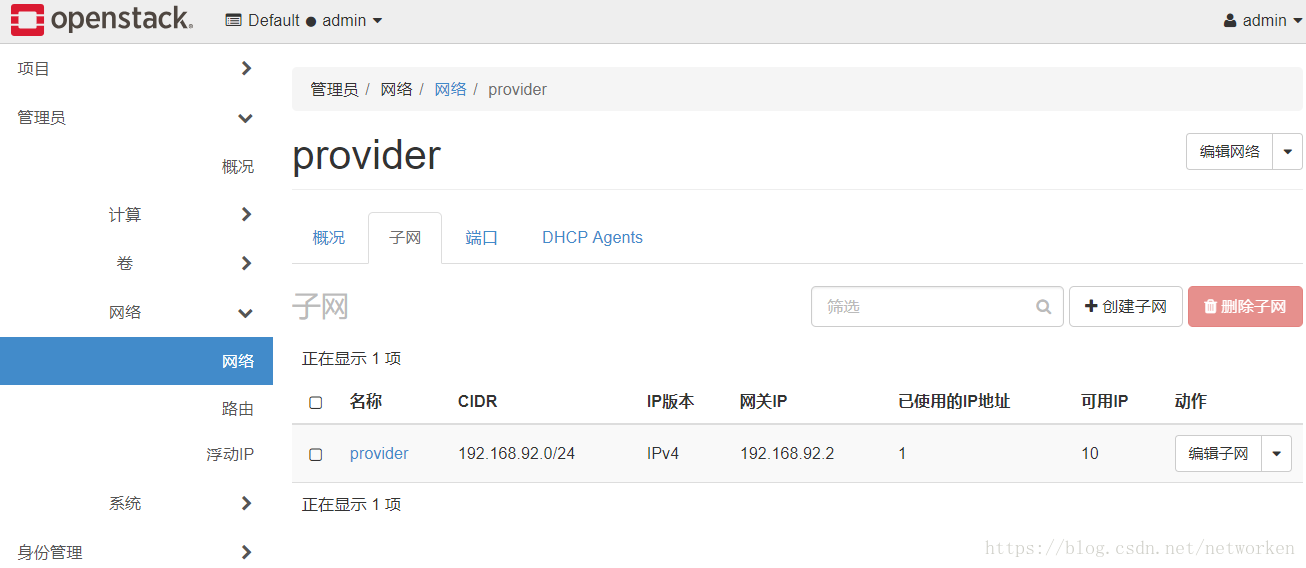 openstack. Default ● admin admin
项目
管理员
概况
计算
卷
网络
网络
路由
浮动IP
系统
身份管理
管理员 / 网络 / 网络 / provider
provider 编辑网络
概况 子网 端口 DHCP Agents
子网 筛选 创建子网 删除子网
正在显示 1 项
名称 CIDR IP版本 网关IP 已使用的IP地址 可用IP 动作
provider 192.168.92.0/24 IPv4 192.168.92.2 1 10 编辑子网
正在显示 1 项
https://blog.csdn.net/networken